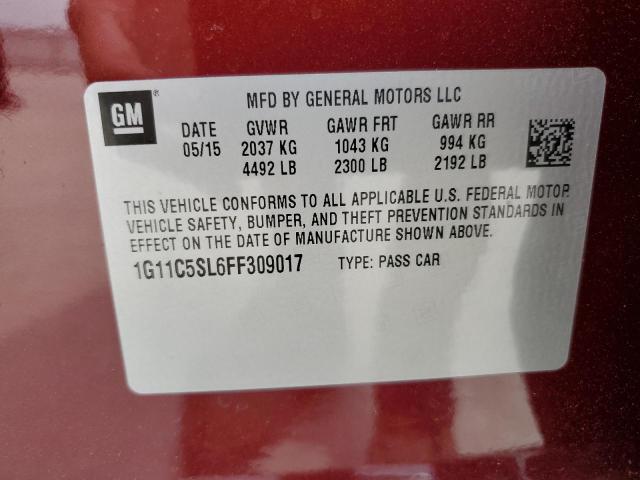 GM ® MFD BY GENERAL MOTORS LLC
DATE GVWR GAWR FRT GAWR RR
05/15 2037 KG 1043 KG 994 KG
4492 LB 2300 LB 2192 LB
THIS VEHICLE CONFORMS TO ALL APPLICABLE U.S. FEDERAL MOTOR
VEHICLE SAFETY, BUMPER, AND THEFT PREVENTION STANDARDS IN
EFFECT ON THE DATE OF MANUFACTURE SHOWN ABOVE.
1G11C5SL6FF309017 TYPE: PASS CAR